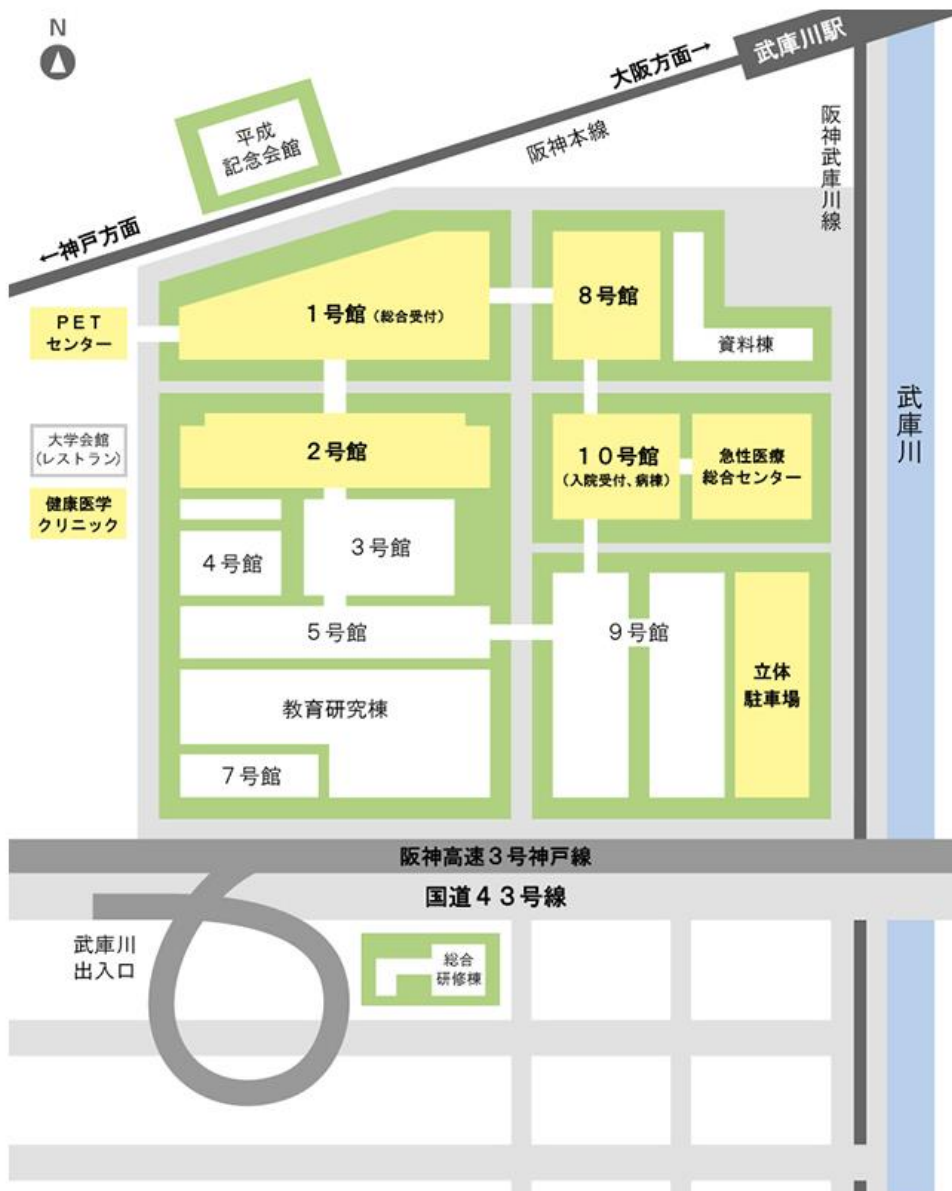 N
武庫川駅
大阪方面→
阪神本線
阪神武庫川線
平成
記念会館
←神戸方面
1号館(総合受付)
8号館
PET
センター
資料棟
武庫川
大学会館
(レストラン)
2号館
10号館
(入院受付、病棟)
急性医療
総合センター
健康医学
クリニック
4号館
3号館
5号館
9号館
立体
駐車場
教育研究棟
7号館
阪神高速3号神戸線
国道43号線
武庫川
出入口
総合
研修棟